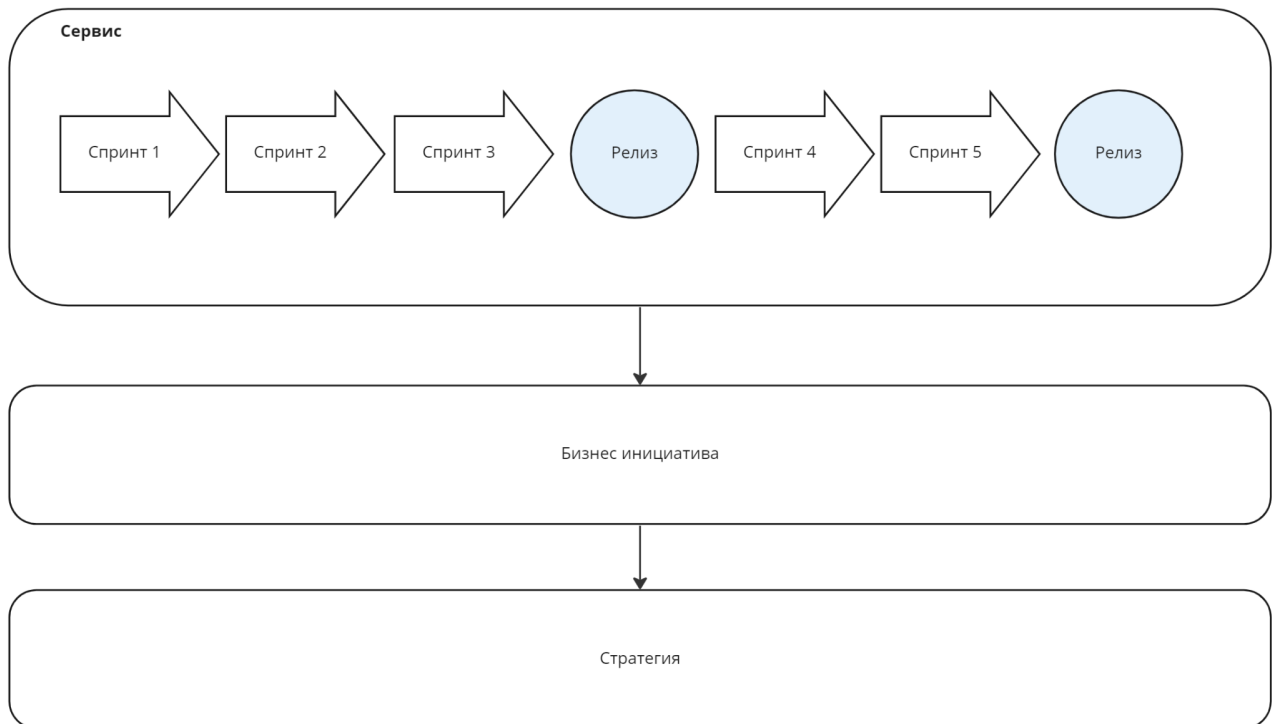 Сервис
Спринт 1
Спринт 2
Спринт 3
Релиз
Спринт 4
Спринт 5
Релиз
Бизнес инициатива
Стратегия